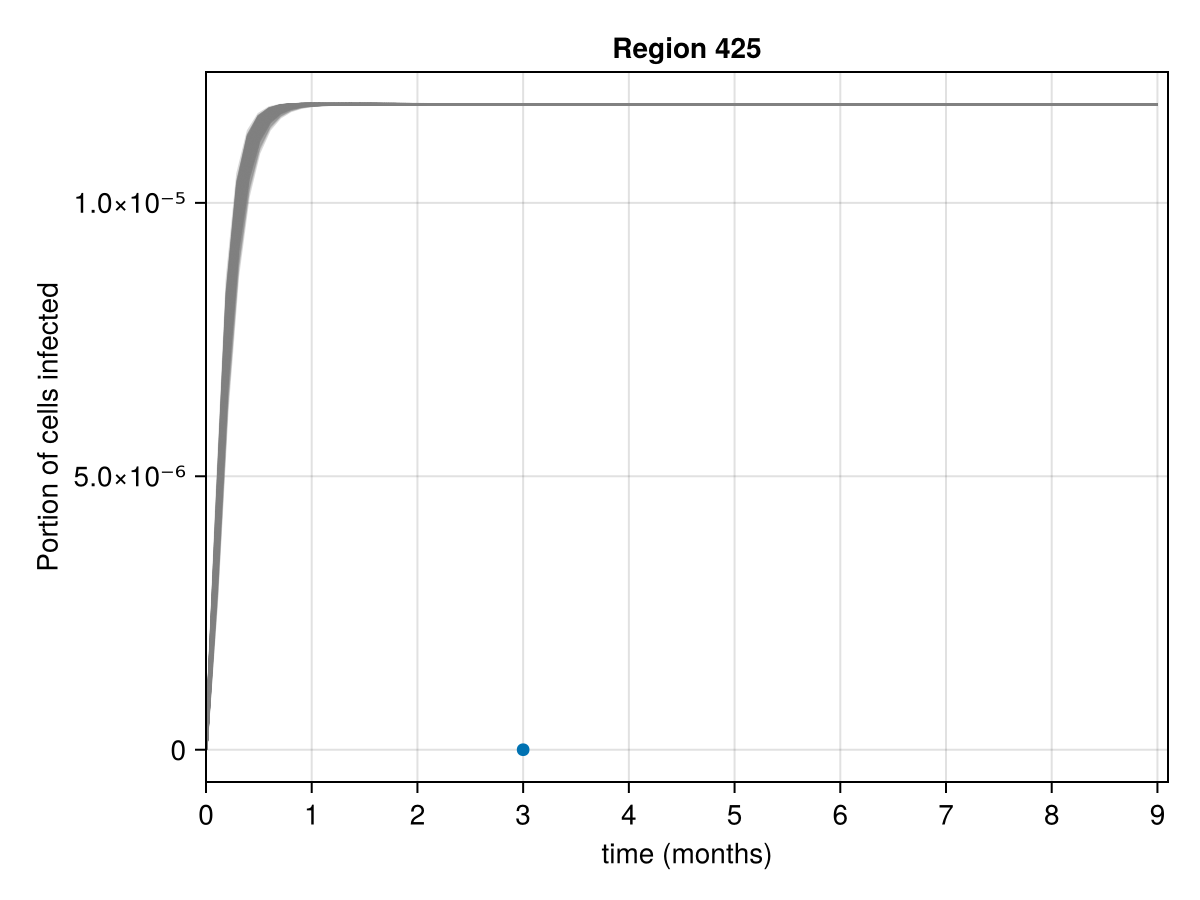 Region 425
Portion of cells infected
1.0×10⁻⁵
5.0×10⁻⁶
0
0 1 2 3 4 5 6 7 8 9
time (months)